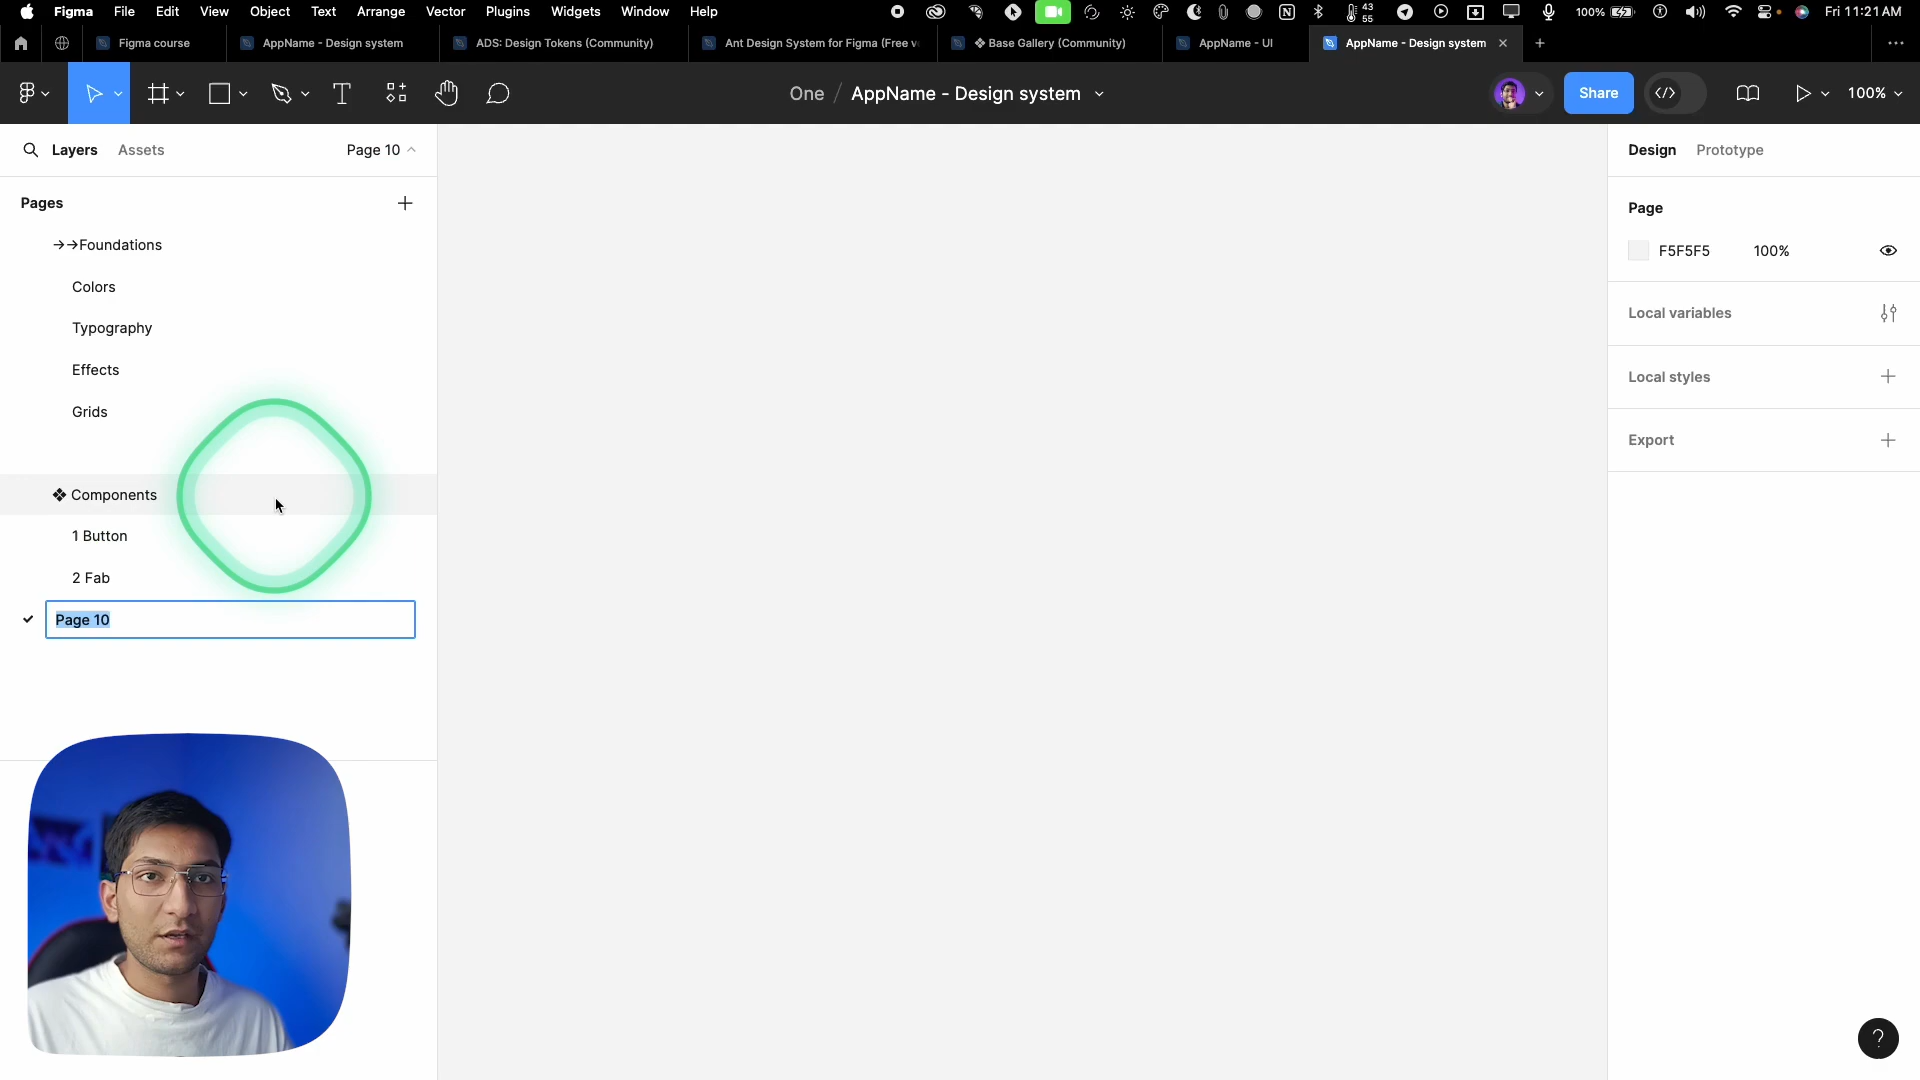 Figma File Edit View Object Text Arrange Vector Plugins Widgets Window Help 43 55 100% Fri 11:21 AM
Figma course AppName - Design system ADS: Design Tokens (Community) Ant Design System for Figma (Free v ❖ Base Gallery (Community) AppName - UI AppName - Design system
One / AppName - Design system Share 100%
Layers Assets Page 10 Design Prototype
Pages
Page
→→Foundations
F5F5F5 100%
Colors
Local variables
Typography
Effects
Local styles
Grids
Export
❖ Components
1 Button
2 Fab
Page 10
?